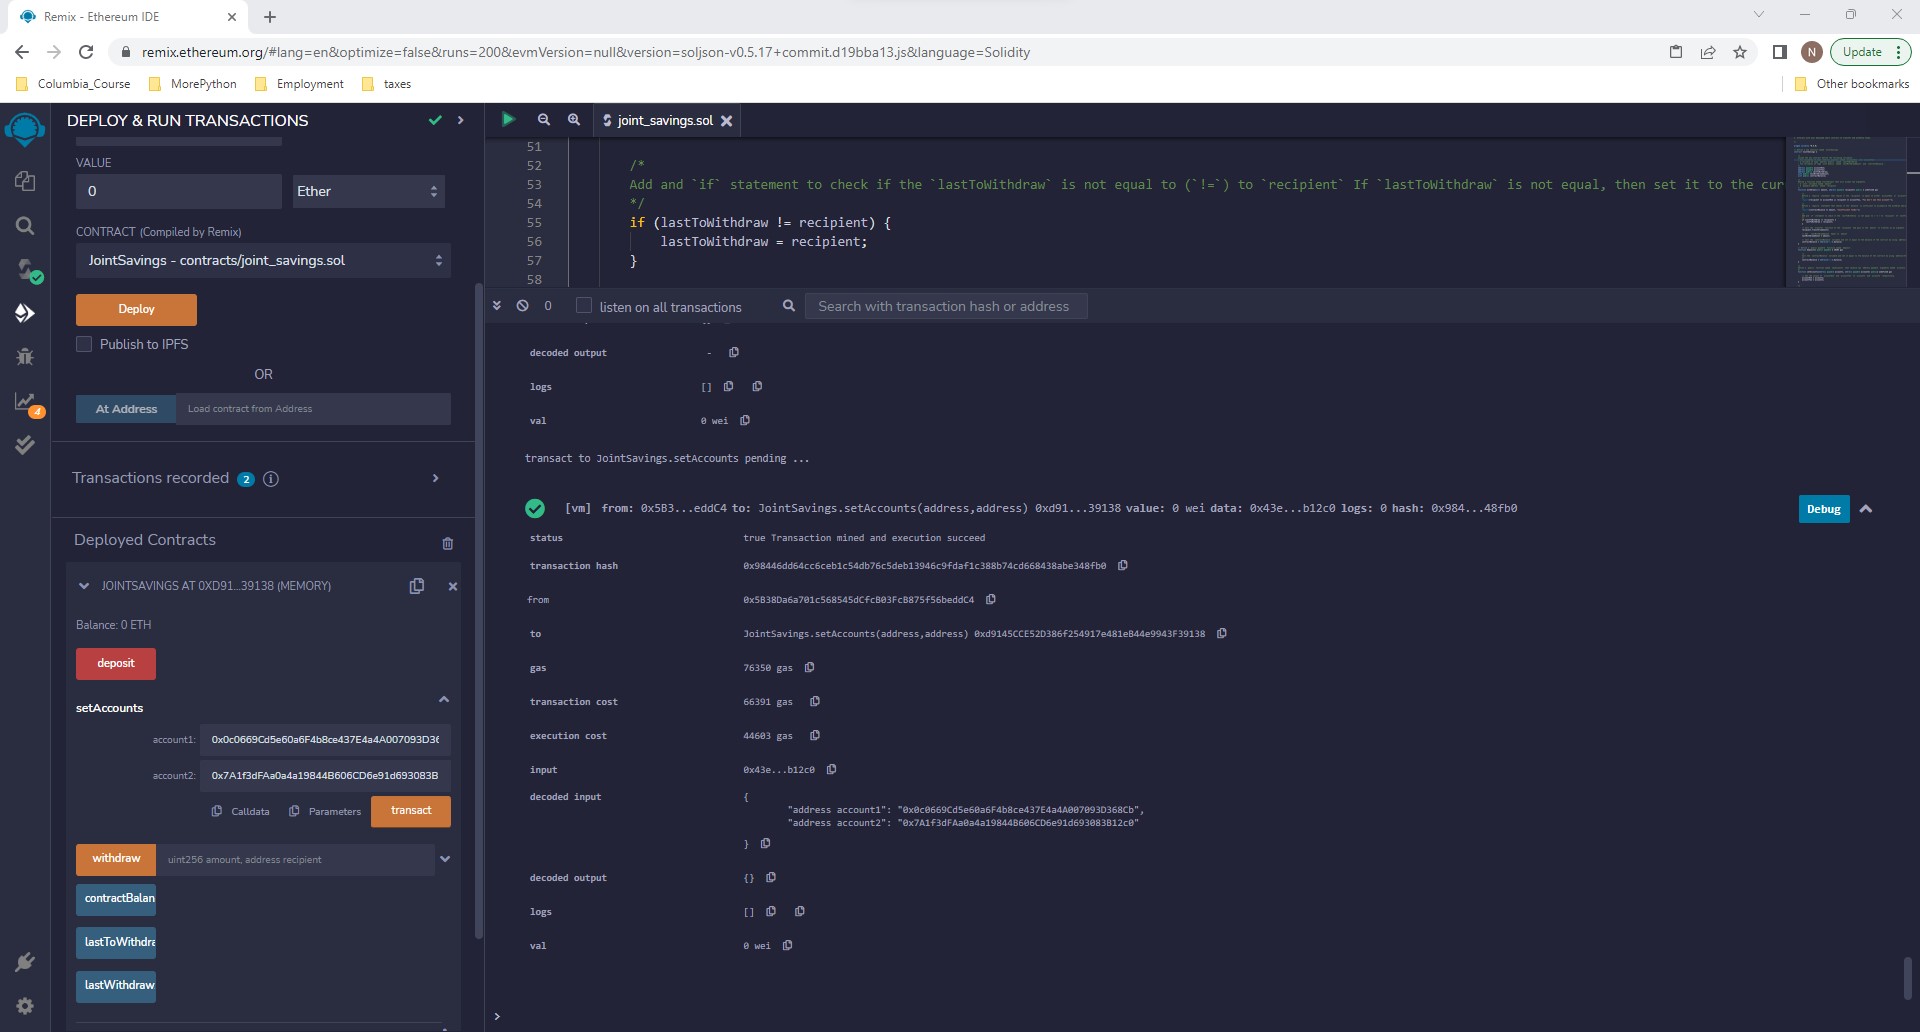 Remix - Ethereum IDE
remix.ethereum.org/#lang=en&optimize=false&runs=200&evmVersion=null&version=soljson-v0.5.17+commit.d19bba13.js&language=Solidity
N
Update
Columbia_Course
MorePython
Employment
taxes
Other bookmarks
DEPLOY & RUN TRANSACTIONS
VALUE
0
Ether
CONTRACT (Compiled by Remix)
JointSavings - contracts/joint_savings.sol
Deploy
Publish to IPFS
OR
At Address
Load contract from Address
4
Transactions recorded 2 i
Deployed Contracts
JOINTSAVINGS AT 0XD91...39138 (MEMORY)
Balance: 0 ETH
deposit
setAccounts
account1: 0x0c0669Cd5e60a6F4b8ce437E4a4A007093D36
account2: 0x7A1f3dFAa0a4a19844B606CD6e91d693083B
Calldata
Parameters
transact
withdraw
uint256 amount, address recipient
contractBalan
lastToWithdra
lastWithdraw
joint_savings.sol
51
52 /*
53 Add and `if` statement to check if the `lastToWithdraw` is not equal to (`!=`) to `recipient` If `lastToWithdraw` is not equal, then set it to the cur
54 */
55 if (lastToWithdraw != recipient) {
56 lastToWithdraw = recipient;
57 }
58
0
listen on all transactions
Search with transaction hash or address
decoded output -
logs []
val 0 wei
transact to JointSavings.setAccounts pending ...
[vm] from: 0x5B3...eddC4 to: JointSavings.setAccounts(address,address) 0xd91...39138 value: 0 wei data: 0x43e...b12c0 logs: 0 hash: 0x984...48fb0
Debug
status true Transaction mined and execution succeed
transaction hash 0x98446dd64cc6ceb1c54db76c5deb13946c9fdaf1c388b74cd668438abe348fb0
from 0x5B38Da6a701c568545dCfcB03FcB875f56beddC4
to JointSavings.setAccounts(address,address) 0xd9145CCE52D386f254917e481eB44e9943F39138
gas 76350 gas
transaction cost 66391 gas
execution cost 44603 gas
input 0x43e...b12c0
decoded input {
"address account1": "0x0c0669Cd5e60a6F4b8ce437E4a4A007093D368Cb",
"address account2": "0x7A1f3dFAa0a4a19844B606CD6e91d693083B12c0"
}
decoded output {}
logs []
val 0 wei
>